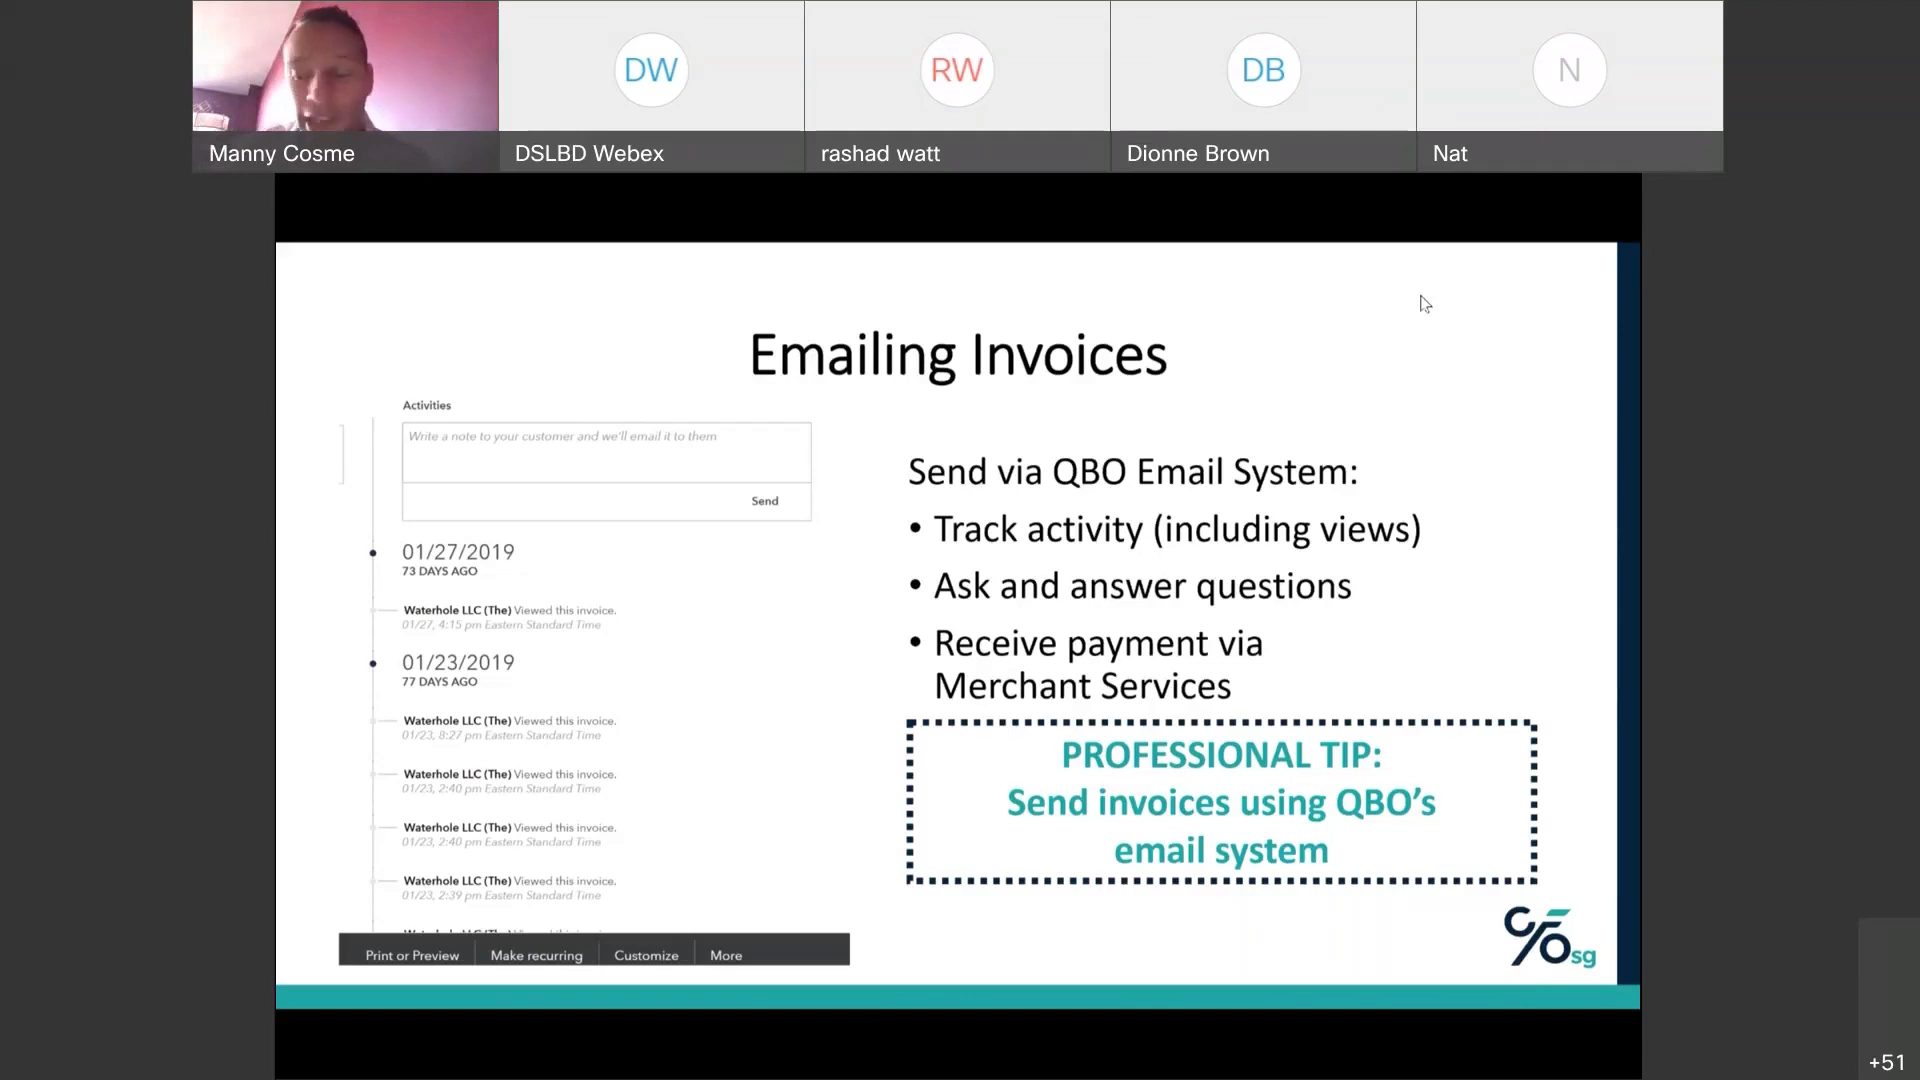 DW
RW
DB
N
Manny Cosme
DSLBD Webex
rashad watt
Dionne Brown
Nat
Emailing Invoices
Activities
Write a note to your customer and we'll email it to them
Send
01/27/2019
73 DAYS AGO
Waterhole LLC (The) Viewed this invoice.
01/27, 4:15 pm Eastern Standard Time
01/23/2019
77 DAYS AGO
Waterhole LLC (The) Viewed this invoice.
01/23, 8:27 pm Eastern Standard Time
Waterhole LLC (The) Viewed this invoice.
01/23, 2:40 pm Eastern Standard Time
Waterhole LLC (The) Viewed this invoice.
01/23, 2:40 pm Eastern Standard Time
Waterhole LLC (The) Viewed this invoice.
01/23, 2:39 pm Eastern Standard Time
Print or Preview
Make recurring
Customize
More
Send via QBO Email System:
• Track activity (including views)
• Ask and answer questions
• Receive payment via
Merchant Services
PROFESSIONAL TIP:
Send invoices using QBO's
email system
CFO sg
+51